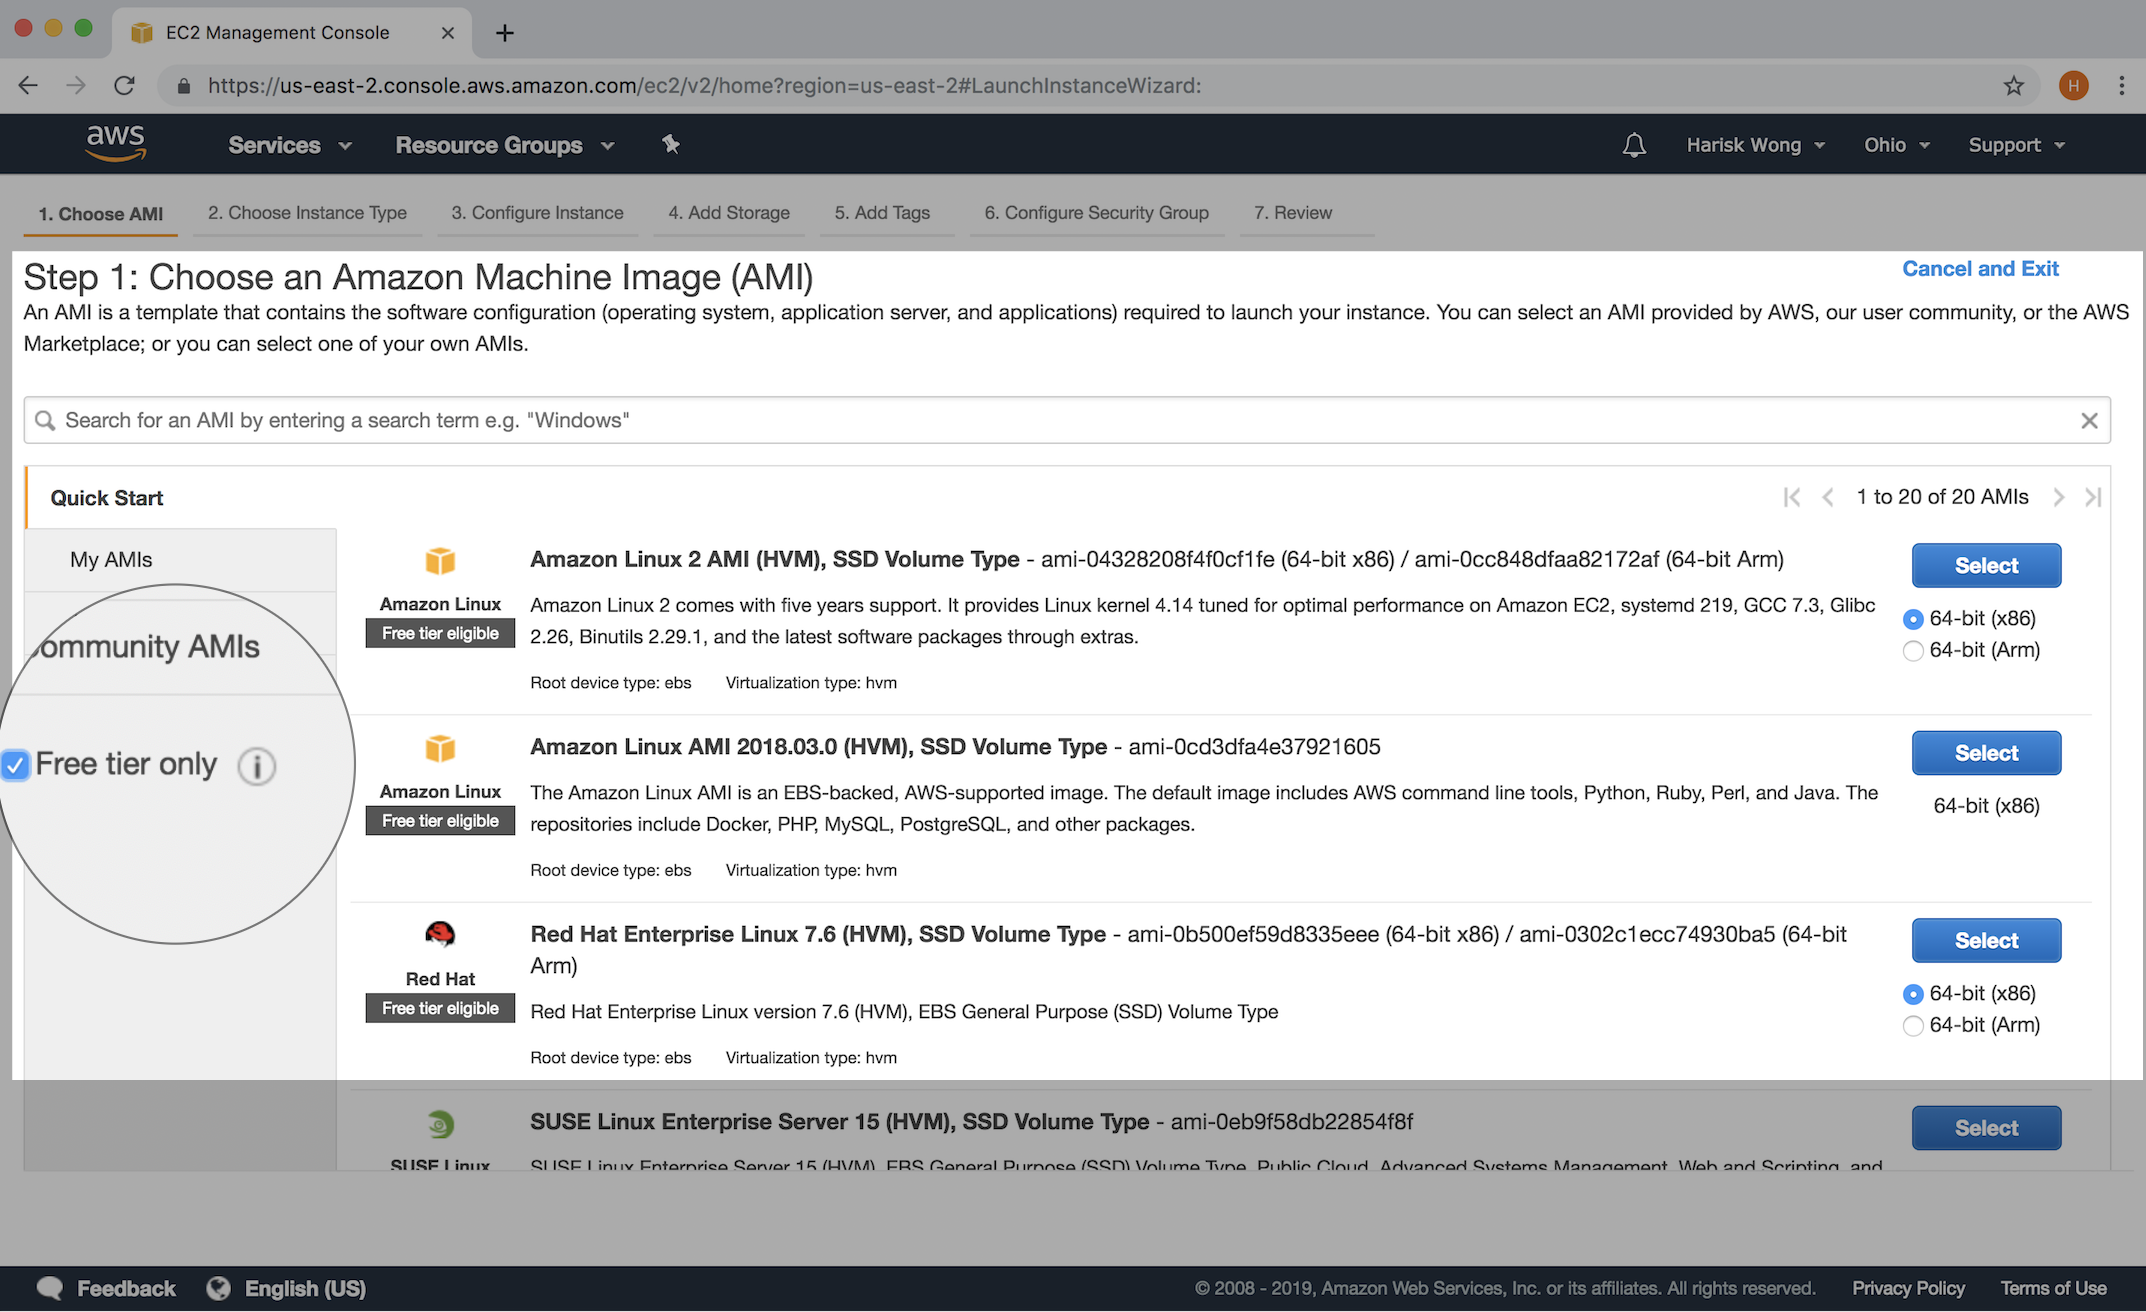 EC2 Management Console
https://us-east-2.console.aws.amazon.com/ec2/v2/home?region=us-east-2#LaunchInstanceWizard:
H
aws
Services
Resource Groups
Harisk Wong
Ohio
Support
1. Choose AMI
2. Choose Instance Type
3. Configure Instance
4. Add Storage
5. Add Tags
6. Configure Security Group
7. Review
Step 1: Choose an Amazon Machine Image (AMI)
Cancel and Exit
An AMI is a template that contains the software configuration (operating system, application server, and applications) required to launch your instance. You can select an AMI provided by AWS, our user community, or the AWS
Marketplace; or you can select one of your own AMIs.
Search for an AMI by entering a search term e.g. "Windows"
Quick Start
1 to 20 of 20 AMIs
My AMIs
ommunity AMIs
Free tier only
Amazon Linux
Free tier eligible
Amazon Linux 2 AMI (HVM), SSD Volume Type - ami-04328208f4f0cf1fe (64-bit x86) / ami-0cc848dfaa82172af (64-bit Arm)
Amazon Linux 2 comes with five years support. It provides Linux kernel 4.14 tuned for optimal performance on Amazon EC2, systemd 219, GCC 7.3, Glibc
2.26, Binutils 2.29.1, and the latest software packages through extras.
Root device type: ebs Virtualization type: hvm
Select
64-bit (x86)
64-bit (Arm)
Amazon Linux
Free tier eligible
Amazon Linux AMI 2018.03.0 (HVM), SSD Volume Type - ami-0cd3dfa4e37921605
The Amazon Linux AMI is an EBS-backed, AWS-supported image. The default image includes AWS command line tools, Python, Ruby, Perl, and Java. The
repositories include Docker, PHP, MySQL, PostgreSQL, and other packages.
Root device type: ebs Virtualization type: hvm
Select
64-bit (x86)
Red Hat
Free tier eligible
Red Hat Enterprise Linux 7.6 (HVM), SSD Volume Type - ami-0b500ef59d8335eee (64-bit x86) / ami-0302c1ecc74930ba5 (64-bit
Arm)
Red Hat Enterprise Linux version 7.6 (HVM), EBS General Purpose (SSD) Volume Type
Root device type: ebs Virtualization type: hvm
Select
64-bit (x86)
64-bit (Arm)
SUSE Linux
SUSE Linux Enterprise Server 15 (HVM), SSD Volume Type - ami-0eb9f58db22854f8f
SUSE Linux Enterprise Server 15 (HVM), EBS General Purpose (SSD) Volume Type, Public Cloud, Advanced Systems Management, Web and Scripting, and
Select
Feedback
English (US)
© 2008 - 2019, Amazon Web Services, Inc. or its affiliates. All rights reserved.
Privacy Policy
Terms of Use